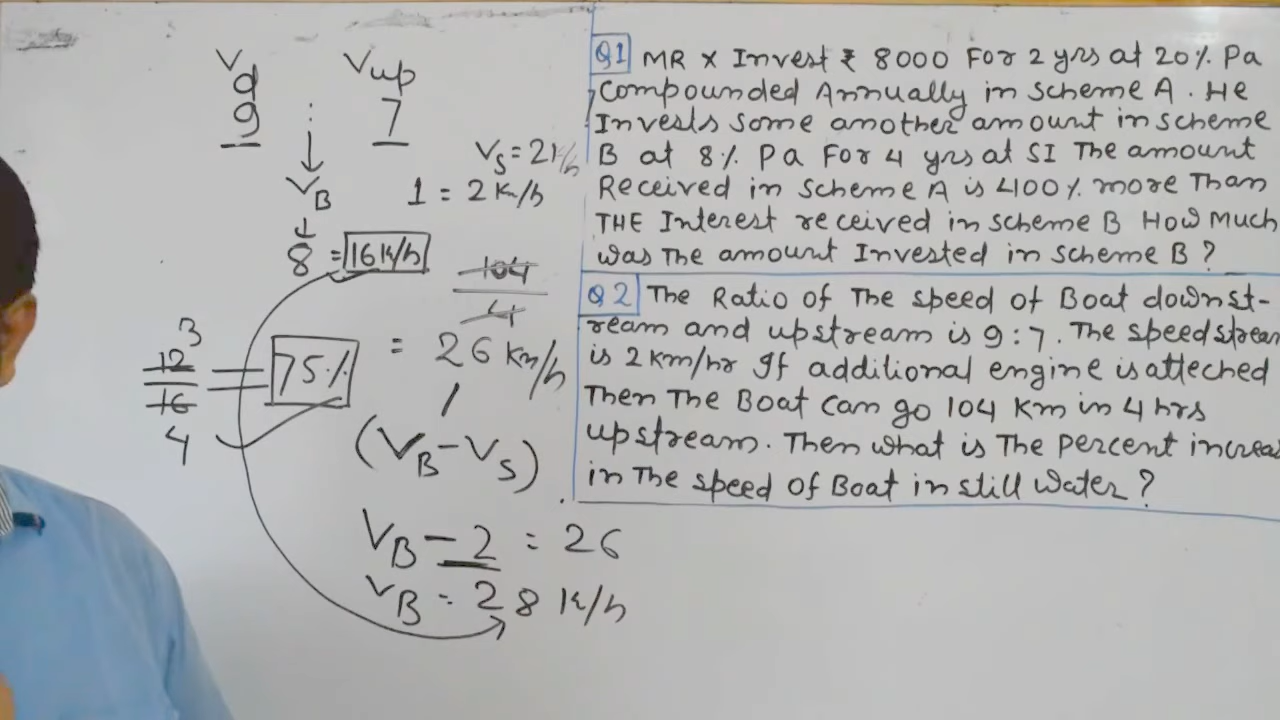 Vd : Vup
9 7
VS = 2k/h
VB
1 = 2 K/h
8 = 16 K/h
104
4
= 26 Km/h
12 3
16 = 75%
4
(VB - VS)
VB - 2 = 26
VB = 28 K/h
Q1 MR X Invest ₹ 8000 For 2 yrs at 20% Pa
Compounded Annually in scheme A. He
Invests some another amount in scheme
B at 8% Pa For 4 yrs at SI The amount
Received in scheme A is 400% more Than
THE Interest received in scheme B How Much
was The amount Invested in scheme B ?
Q2 The Ratio of The speed of Boat downst-
ream and upstream is 9:7. The speed stream
is 2 km/hr If additional engine is atteched
Then The Boat can go 104 Km in 4 hrs
upstream. Then what is The percent increas
in The speed of Boat in still water ?